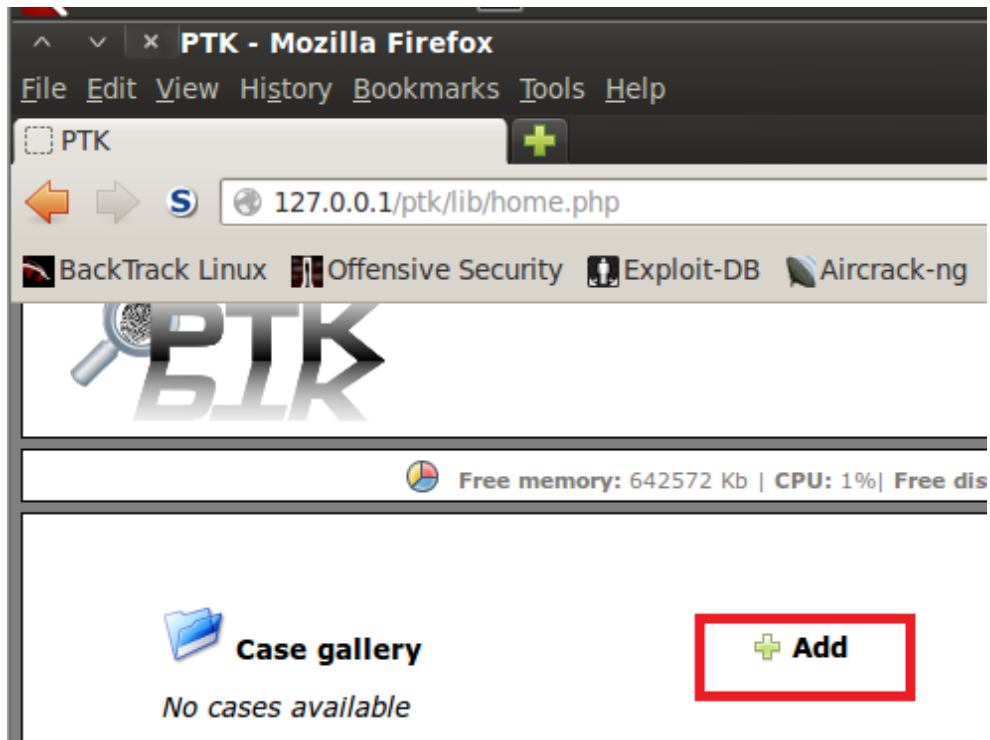 PTK - Mozilla Firefox
File Edit View History Bookmarks Tools Help
PTK
S 127.0.0.1/ptk/lib/home.php
BackTrack Linux Offensive Security Exploit-DB Aircrack-ng
PTK
Free memory: 642572 Kb | CPU: 1%| Free dis
Case gallery Add
No cases available